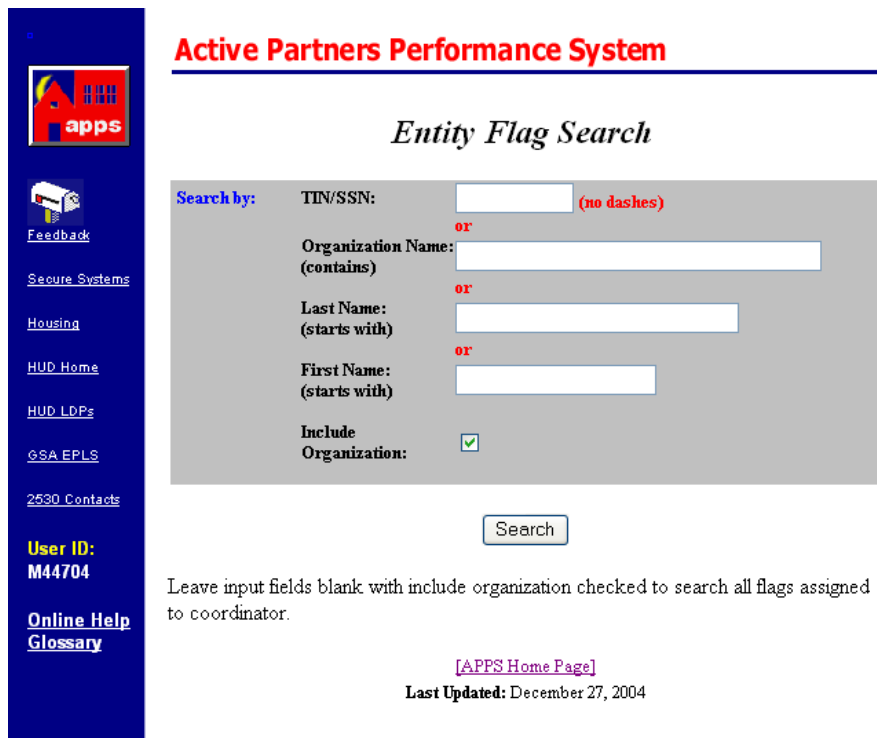 apps
Feedback
Secure Systems
Housing
HUD Home
HUD LDPs
GSA EPLS
2530 Contacts
User ID:
M44704
Online Help
Glossary
Active Partners Performance System
Entity Flag Search
Search by: TIN/SSN: (no dashes)
or
Organization Name:
(contains)
or
Last Name:
(starts with)
or
First Name:
(starts with)
Include
Organization:
Search
Leave input fields blank with include organization checked to search all flags assigned
to coordinator.
[APPS Home Page]
Last Updated: December 27, 2004